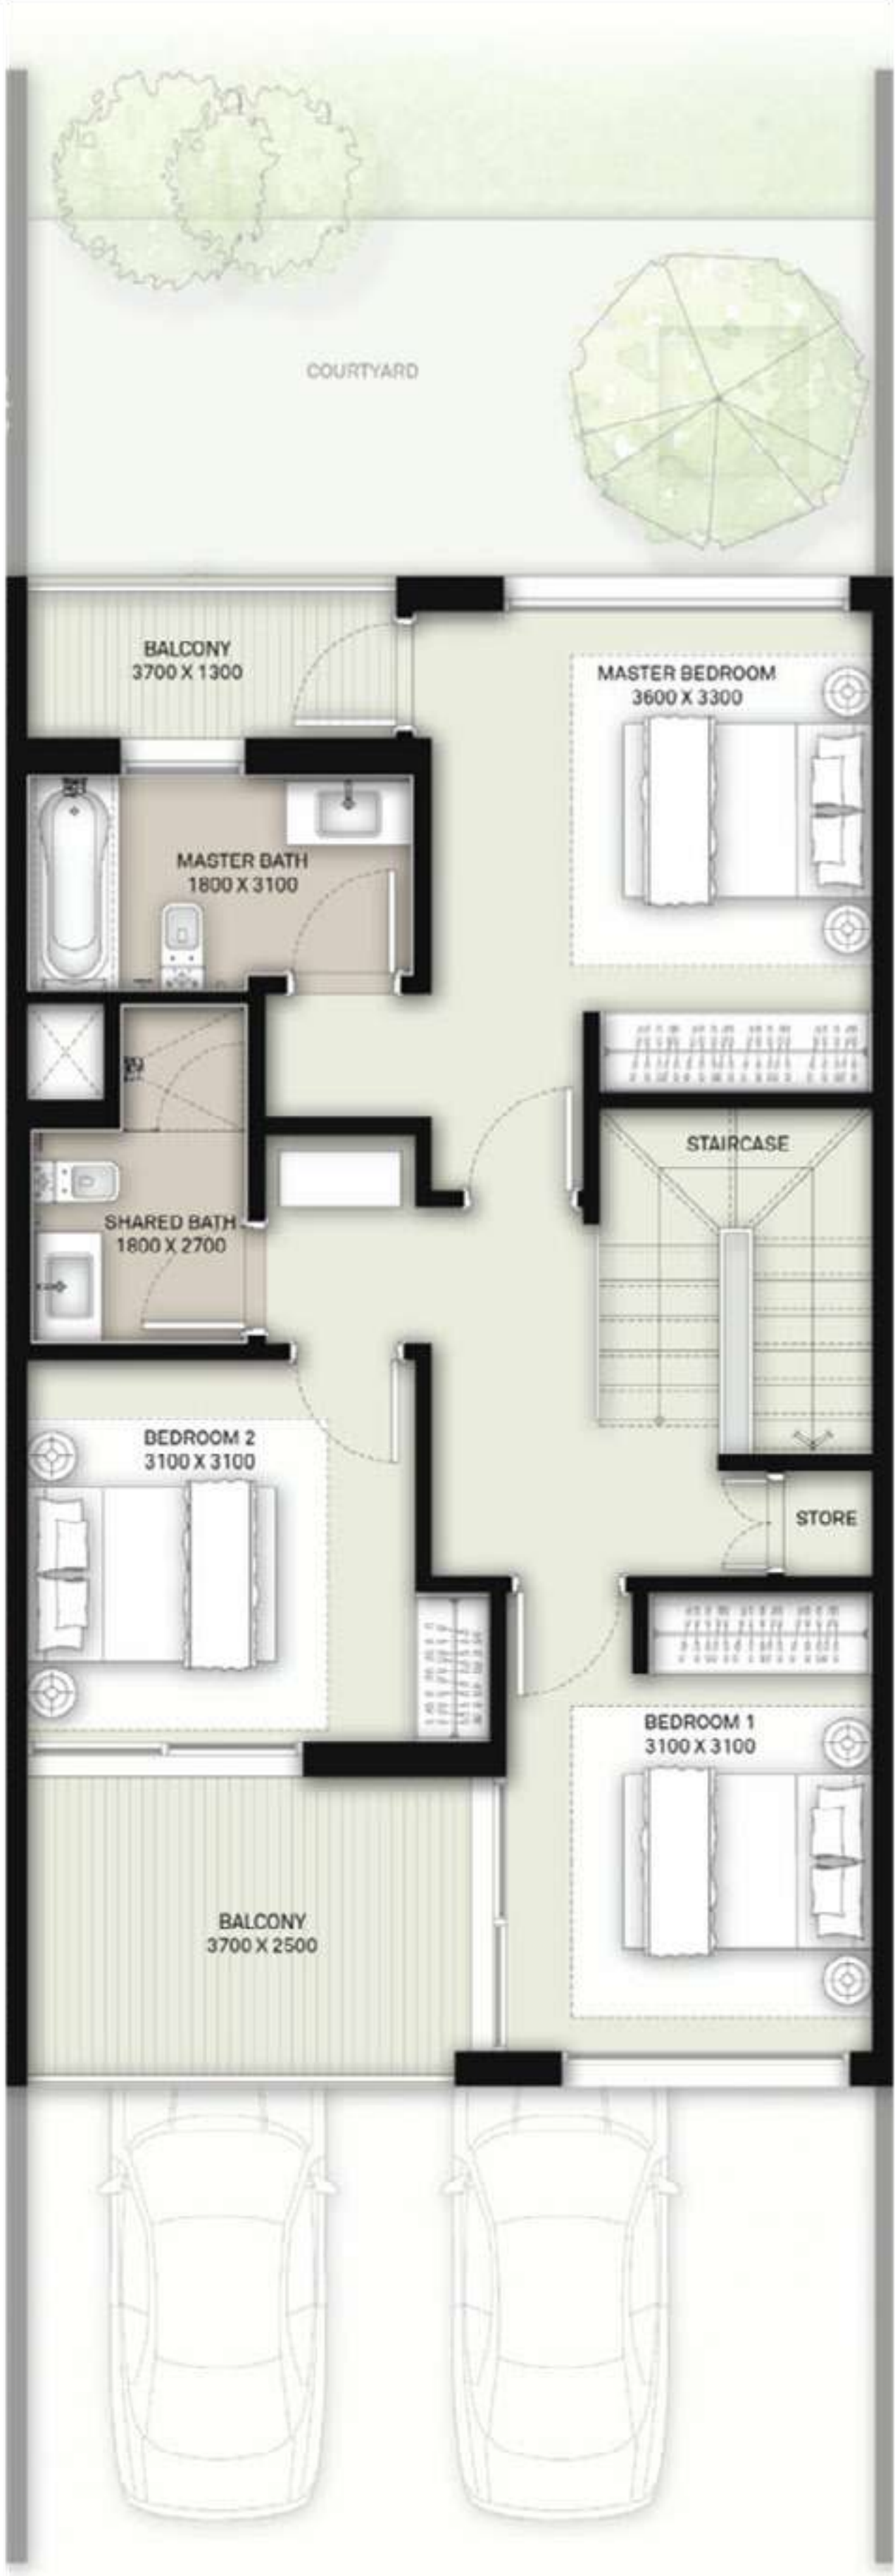 COURTYARD
BALCONY
3700 X 1300
MASTER BEDROOM
3600 X 3300
MASTER BATH
1800 X 3100
STAIRCASE
SHARED BATH
1800 X 2700
BEDROOM 2
3100 X 3100
STORE
BEDROOM 1
3100 X 3100
BALCONY
3700 X 2500